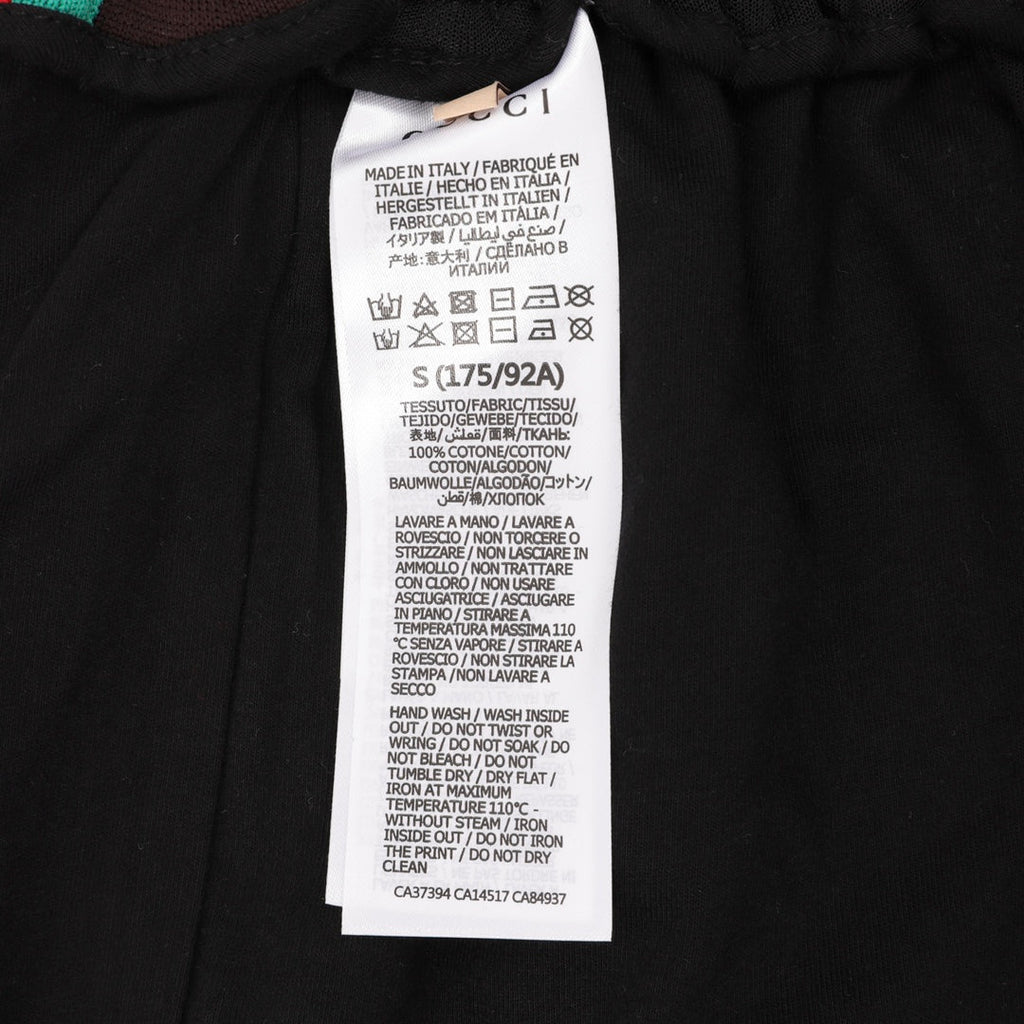 GUCCI
MADE IN ITALY / FABRIQUÉ EN
ITALIE / HECHO EN ITALIA /
HERGESTELLT IN ITALIEN /
FABRICADO EM ITÀLIA /
イタリア製 / صنع في ليطاليا /
产地:意大利 / СДЕЛАНО В
ИТАЛИИ
S (175/92A)
TESSUTO/FABRIC/TISSU/
TEJIDO/GEWEBE/TECIDO/
表地/قملش/面料/ТКАНЬ:
100% COTONE/COTTON/
COTON/ALGODON/
BAUMWOLLE/ALGODÃO/コットン/
قطن/棉/ХЛОПОК
LAVARE A MANO / LAVARE A
ROVESCIO / NON TORCERE O
STRIZZARE / NON LASCIARE IN
AMMOLLO / NON TRATTARE
CON CLORO / NON USARE
ASCIUGATRICE / ASCIUGARE
IN PIANO / STIRARE A
TEMPERATURA MASSIMA 110
°C SENZA VAPORE / STIRARE A
ROVESCIO / NON STIRARE LA
STAMPA / NON LAVARE A
SECCO
HAND WASH / WASH INSIDE
OUT / DO NOT TWIST OR
WRING / DO NOT SOAK / DO
NOT BLEACH / DO NOT
TUMBLE DRY / DRY FLAT /
IRON AT MAXIMUM
TEMPERATURE 110°C -
WITHOUT STEAM / IRON
INSIDE OUT / DO NOT IRON
THE PRINT / DO NOT DRY
CLEAN
CA37394 CA14517 CA84937